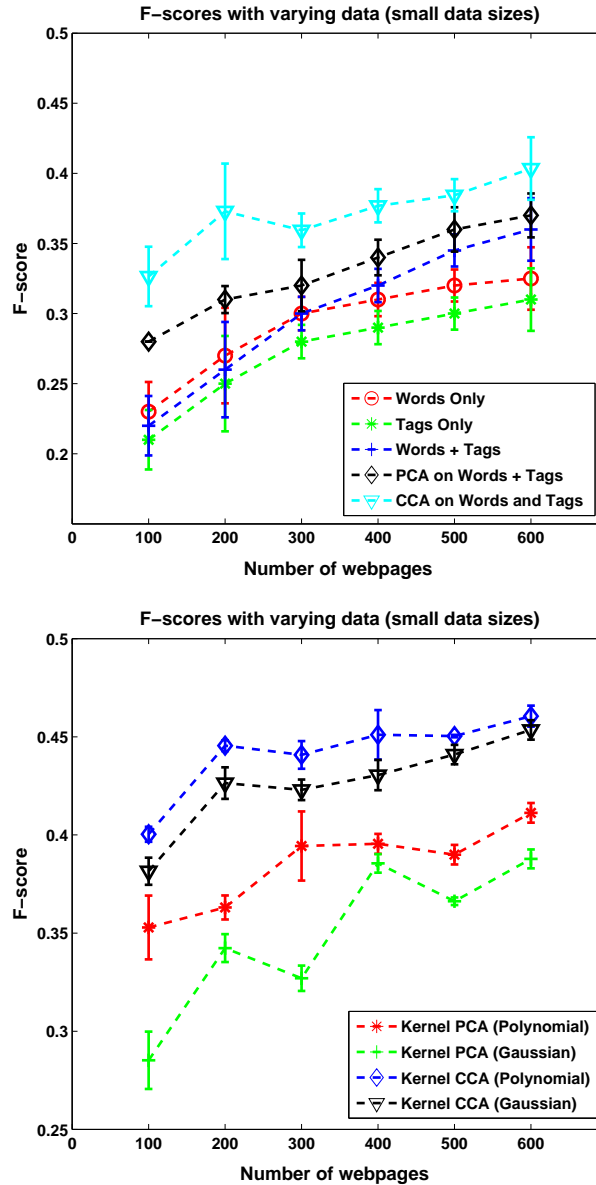 F−scores with varying data (small data sizes)
0.5
0.45
0.4
0.35
0.3
0.25
0.2
F−score
Words Only
Tags Only
Words + Tags
PCA on Words + Tags
CCA on Words and Tags
0 100 200 300 400 500 600
Number of webpages
F−scores with varying data (small data sizes)
0.5
0.45
0.4
0.35
0.3
0.25
F−score
Kernel PCA (Polynomial)
Kernel PCA (Gaussian)
Kernel CCA (Polynomial)
Kernel CCA (Gaussian)
0 100 200 300 400 500 600
Number of webpages